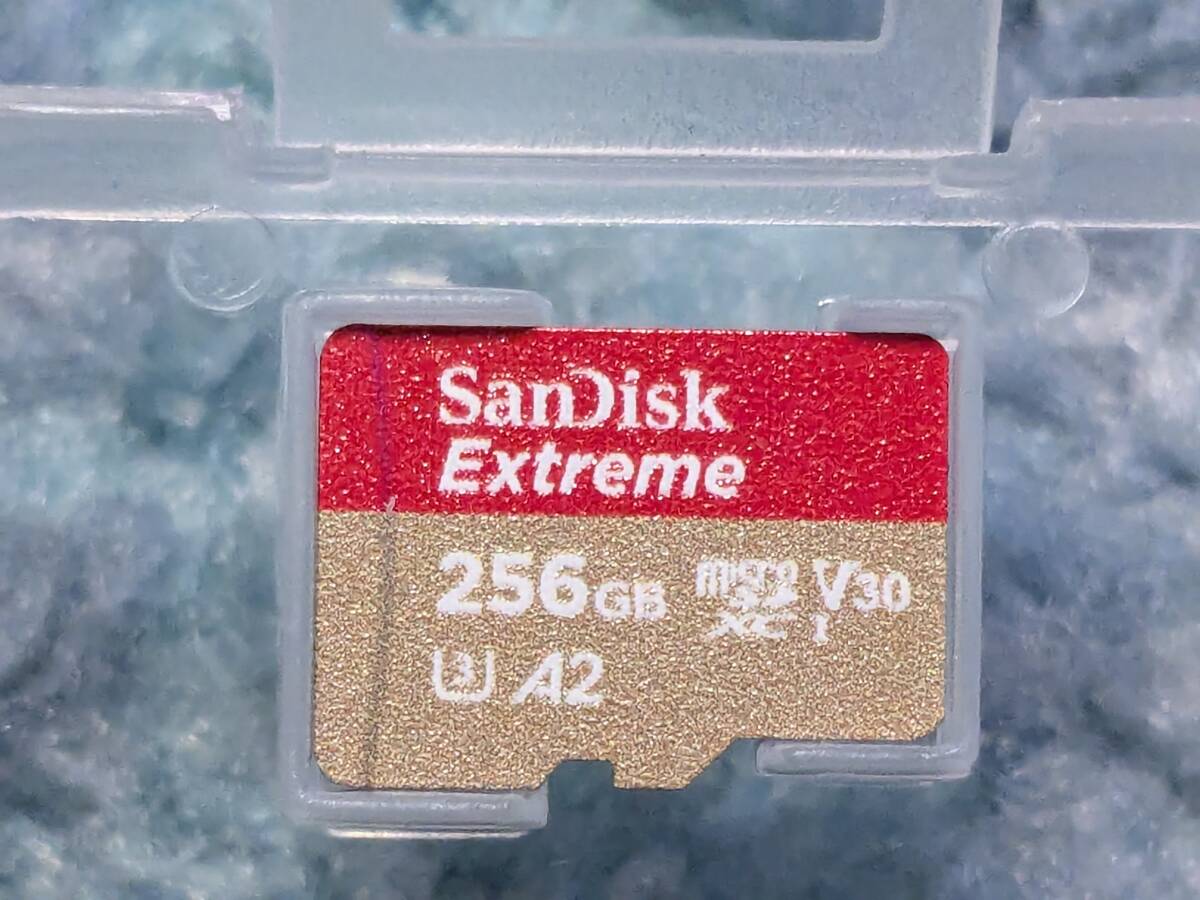 SanDisk
Extreme
256GB micro SD XC I V30
U3 A2